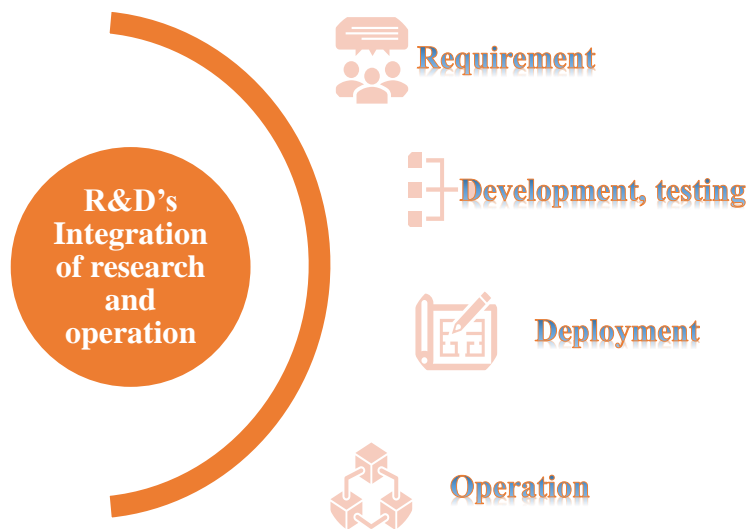 R&D’s
Integration
of research
and
operation
Requirement
Development, testing
Deployment
Operation